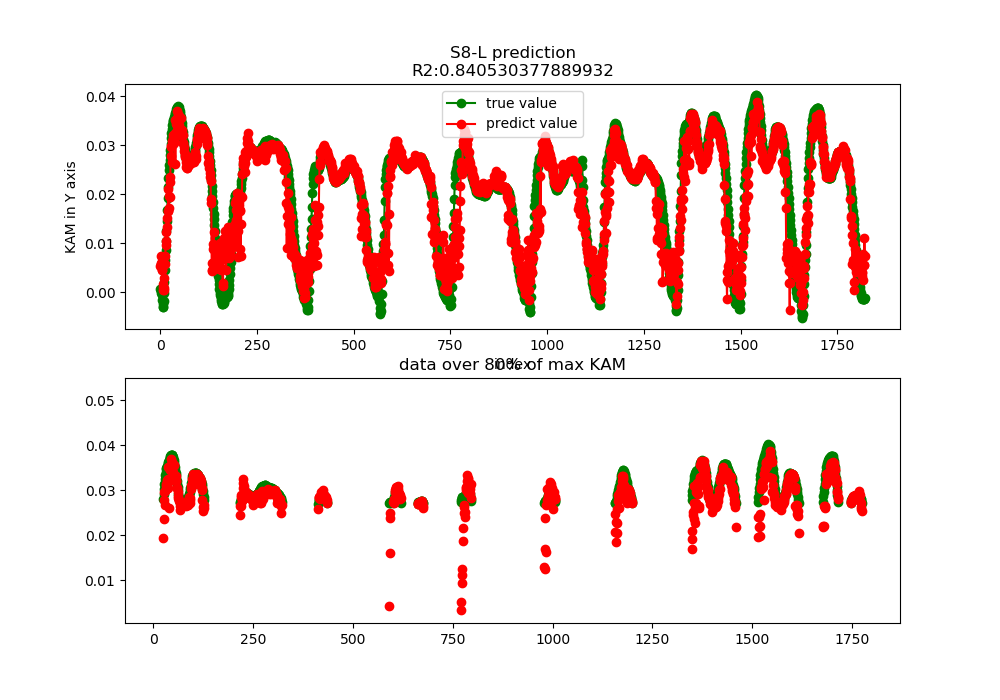 S8-L prediction
R2:0.840530377889932
true value
predict value
KAM in Y axis
0.04
0.03
0.02
0.01
0.00
0 250 500 750 1000 1250 1500 1750
index
data over 80% of max KAM
0.05
0.04
0.03
0.02
0.01
0 250 500 750 1000 1250 1500 1750